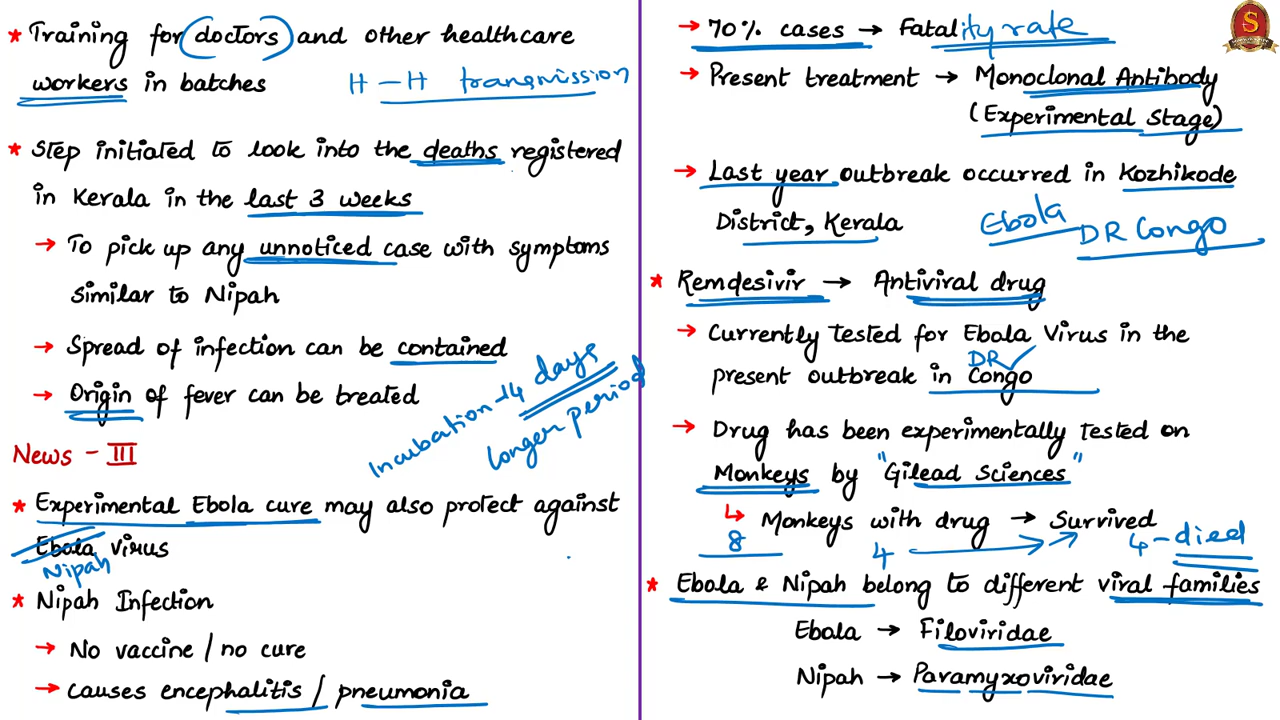 * Training for doctors and other healthcare
workers in batches
H - H transmission
* Step initiated to look into the deaths registered
in Kerala in the last 3 weeks
→ To pick up any unnoticed case with symptoms
similar to Nipah
→ Spread of infection can be contained
→ Origin of fever can be treated
Incubation - 14 days
longer period
News - III
* Experimental Ebola cure may also protect against
Ebola virus
Nipah
* Nipah Infection
→ No vaccine / no cure
→ causes encephalitis / pneumonia
→ 70% cases → Fatality rate
→ Present treatment → Monoclonal Antibody
(Experimental Stage)
→ Last year outbreak occurred in Kozhikode
District, Kerala
Ebola DR Congo
* Remdesivir → Antiviral drug
→ Currently tested for Ebola Virus in the
present outbreak in DR Congo
→ Drug has been experimentally tested on
Monkeys by "Gilead Sciences"
↳ Monkeys with drug → Survived
8 4 → 4 - died
* Ebola & Nipah belong to different viral families
Ebola → Filoviridae
Nipah → Paramyxoviridae
S